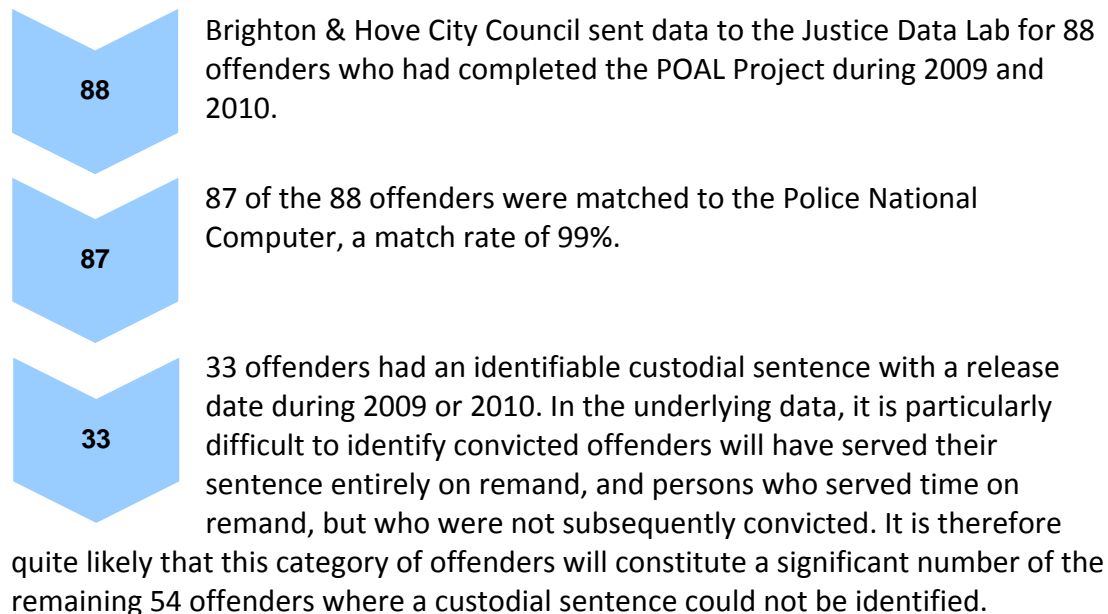 88
Brighton & Hove City Council sent data to the Justice Data Lab for 88
offenders who had completed the POAL Project during 2009 and
2010.
87
87 of the 88 offenders were matched to the Police National
Computer, a match rate of 99%.
33
33 offenders had an identifiable custodial sentence with a release
date during 2009 or 2010. In the underlying data, it is particularly
difficult to identify convicted offenders will have served their
sentence entirely on remand, and persons who served time on
remand, but who were not subsequently convicted. It is therefore
quite likely that this category of offenders will constitute a significant number of the
remaining 54 offenders where a custodial sentence could not be identified.